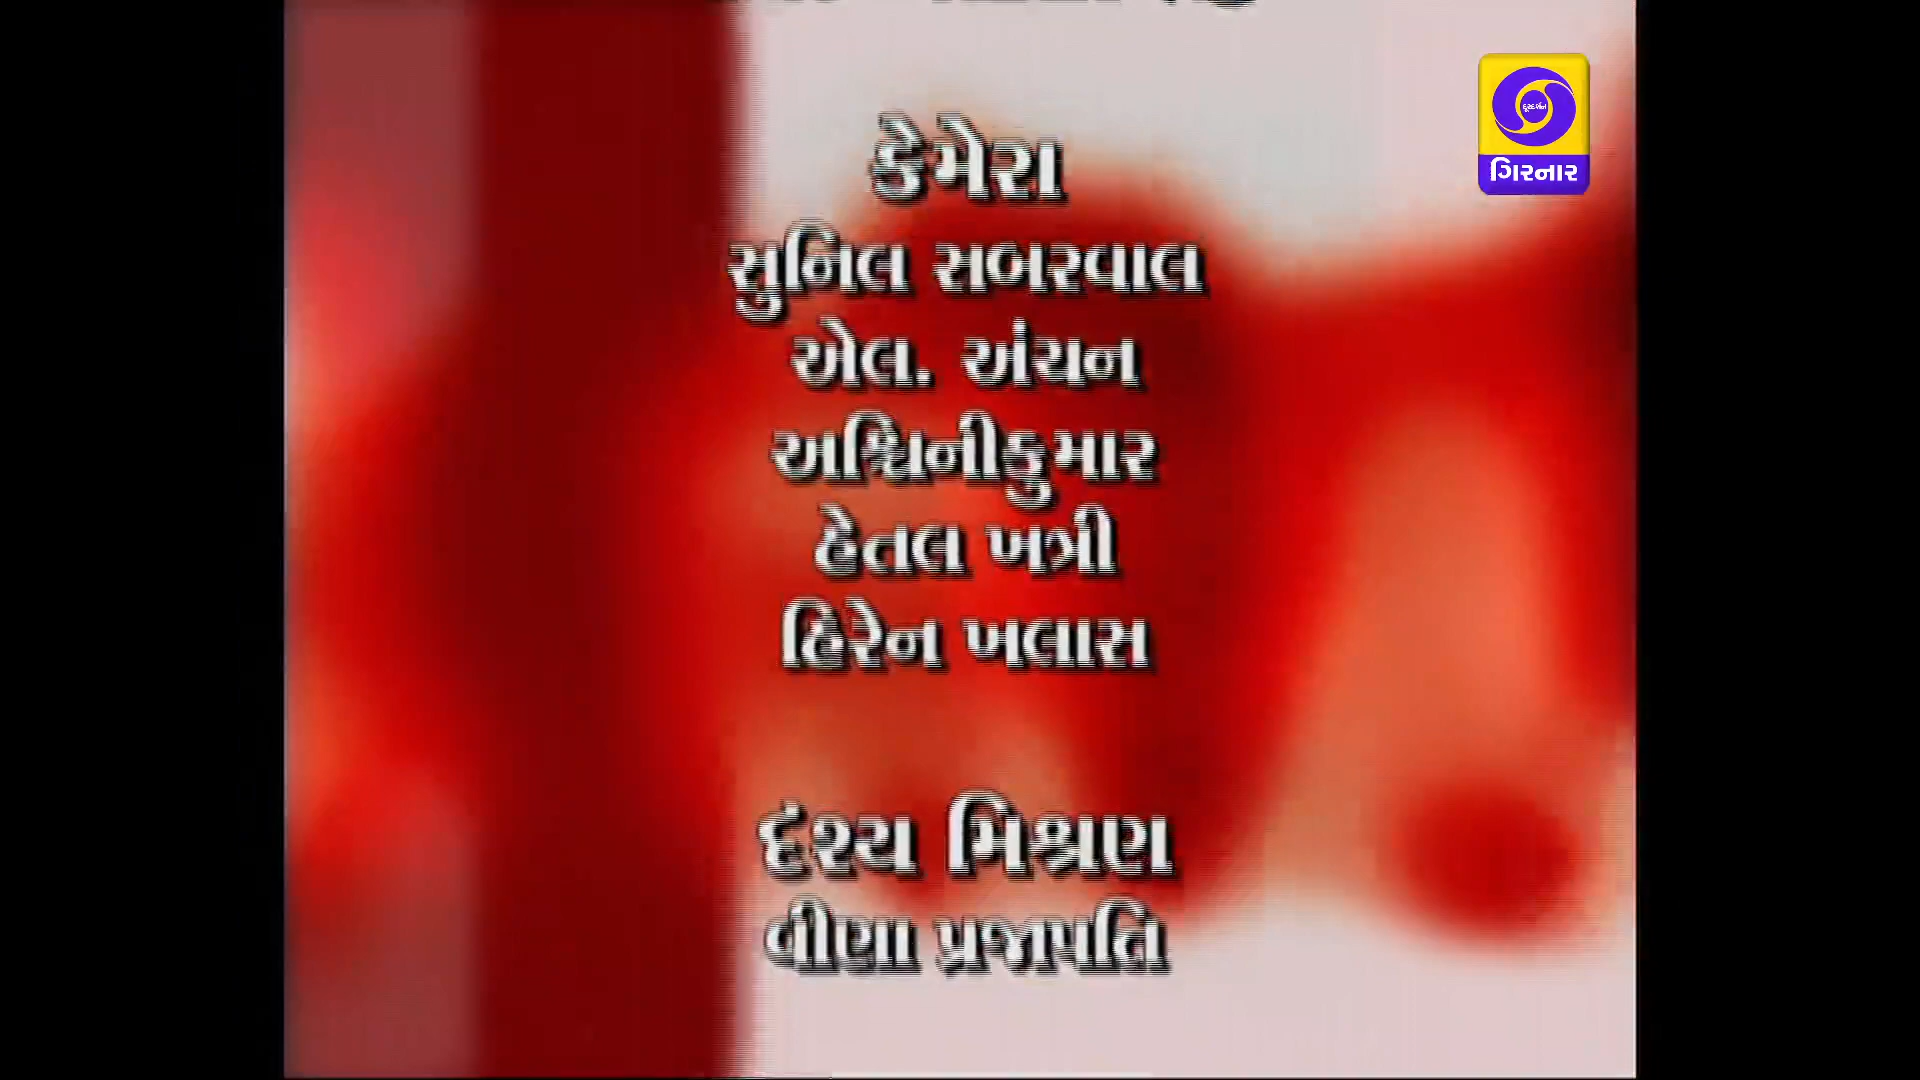 ગિરનાર
કેમેરા
સુનિલ સબરવાલ
એલ. અંચન
અશ્વિનીકુમાર
હેતલ ખત્રી
હિરેન ખલાસ
દંશ્ય મિશ્રણ
વીણા પ્રજાપતિ